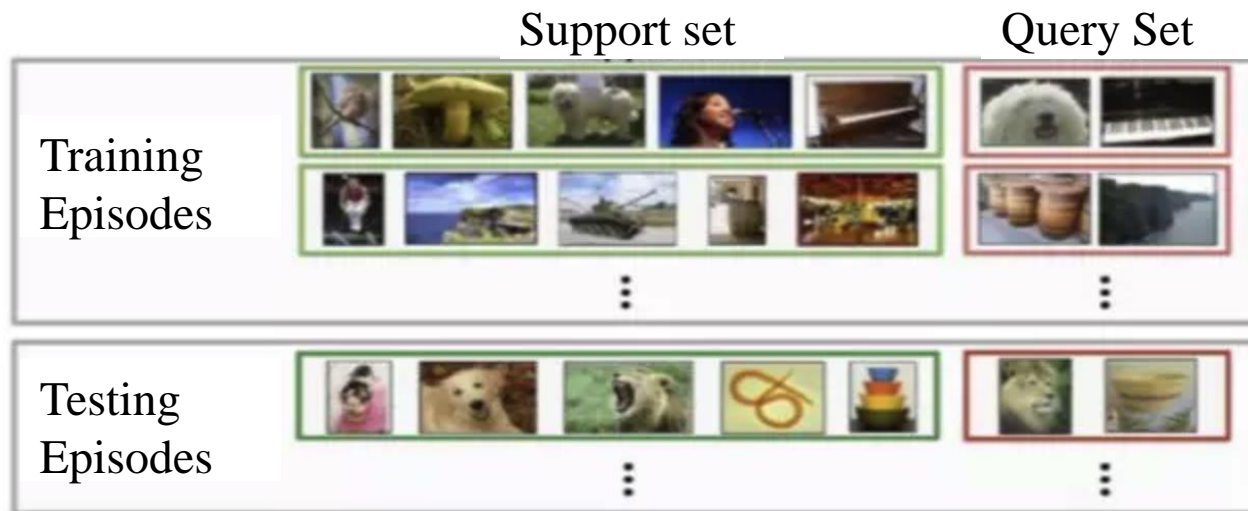 Support set
Query Set
Training
Episodes
Testing
Episodes